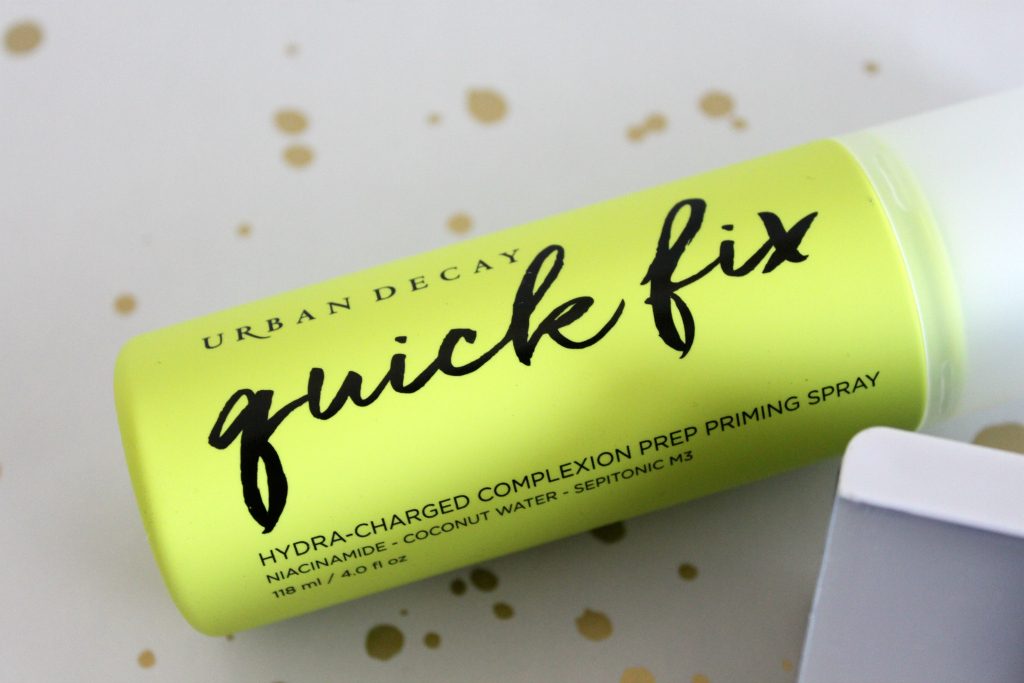 URBAN DECAY
quick fix
HYDRA-CHARGED COMPLEXION PREP PRIMING SPRAY
NIACINAMIDE - COCONUT WATER - SEPITONIC M3
118 ml / 4.0 fl oz